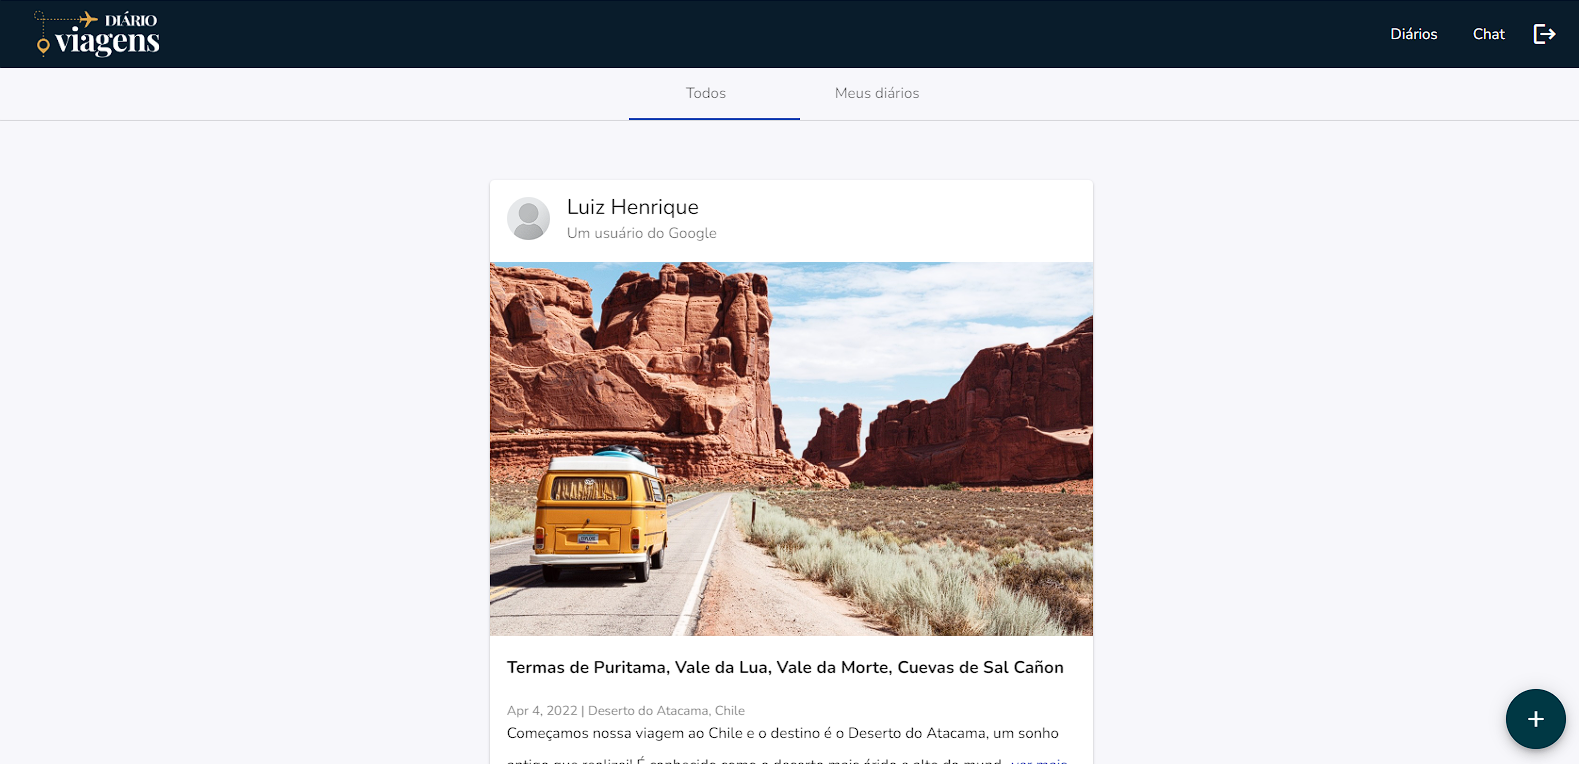 DIÁRIO
viagens
Diários
Chat
Todos
Meus diários
Luiz Henrique
Um usuário do Google
Termas de Puritama, Vale da Lua, Vale da Morte, Cuevas de Sal Cañon
Apr 4, 2022 | Deserto do Atacama, Chile
Começamos nossa viagem ao Chile e o destino é o Deserto do Atacama, um sonho